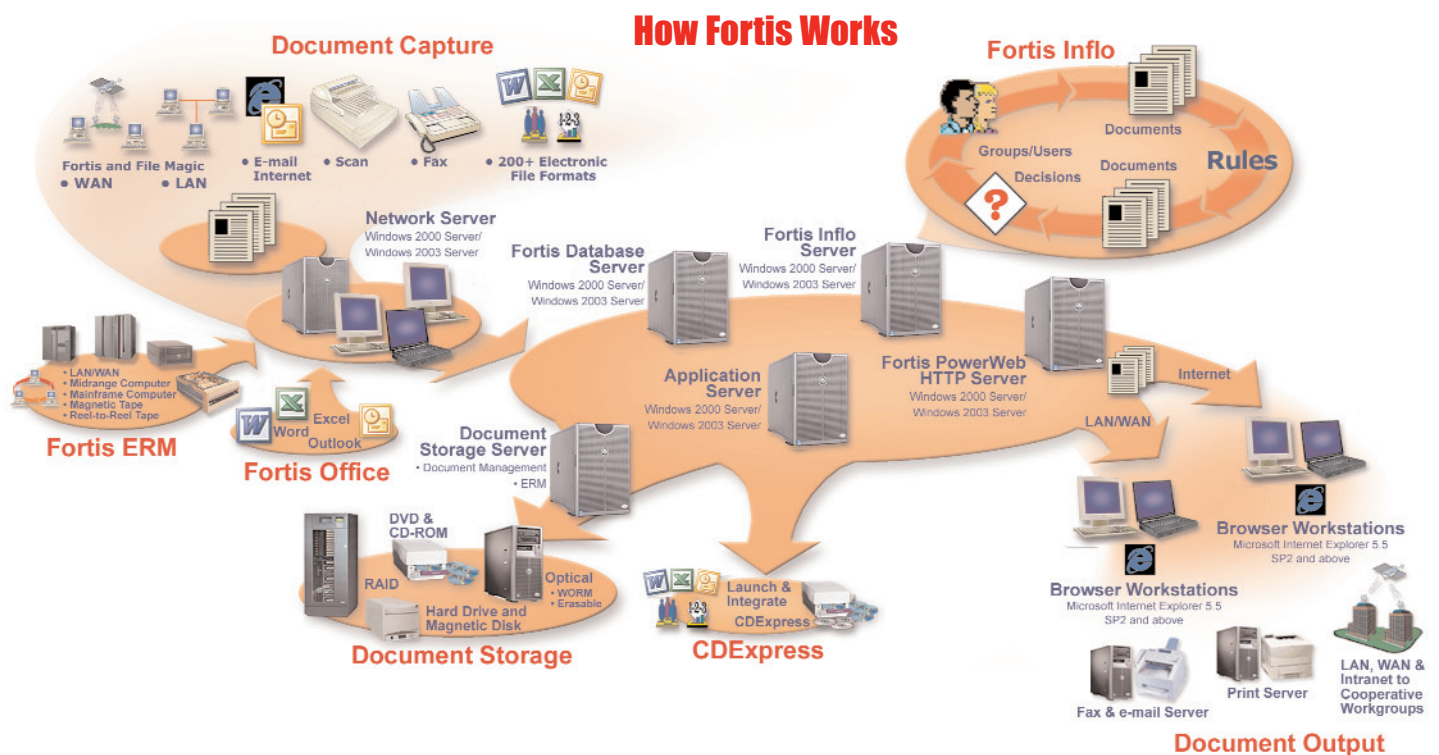 How Fortis Works
Document Capture
Fortis and File Magic
• WAN
• LAN
• E-mail
Internet
• Scan
• Fax
• 200+ Electronic
File Formats
1-2-3
Fortis Inflo
Documents
Groups/Users
Documents
Decisions
Rules
?
Network Server
Windows 2000 Server/
Windows 2003 Server
Fortis Database
Server
Windows 2000 Server/
Windows 2003 Server
Fortis Inflo
Server
Windows 2000 Server/
Windows 2003 Server
• LAN/WAN
• Midrange Computer
• Mainframe Computer
• Magnetic Tape
• Reel-to-Reel Tape
Fortis ERM
Excel
Word
Outlook
Fortis Office
Application
Server
Windows 2000 Server/
Windows 2003 Server
Fortis PowerWeb
HTTP Server
Windows 2000 Server/
Windows 2003 Server
Internet
LAN/WAN
Document
Storage Server
• Document Management
• ERM
DVD &
CD-ROM
RAID
Optical
• WORM
• Erasable
Hard Drive and
Magnetic Disk
Document Storage
Launch &
Integrate
CDExpress
1-2-3
CDExpress
Browser Workstations
Microsoft Internet Explorer 5.5
SP2 and above
Browser Workstations
Microsoft Internet Explorer 5.5
SP2 and above
Fax & e-mail Server
Print Server
LAN, WAN &
Intranet to
Cooperative
Workgroups
Document Output